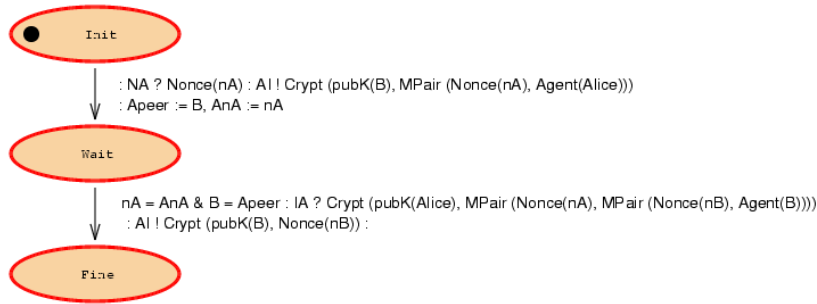 Init
: NA ? Nonce(nA) : AI ! Crypt (pubK(B), MPair (Nonce(nA), Agent(Alice)))
: Apeer := B, AnA := nA
Wait
nA = AnA & B = Apeer : IA ? Crypt (pubK(Alice), MPair (Nonce(nA), MPair (Nonce(nB), Agent(B))))
: AI ! Crypt (pubK(B), Nonce(nB)) :
Fine